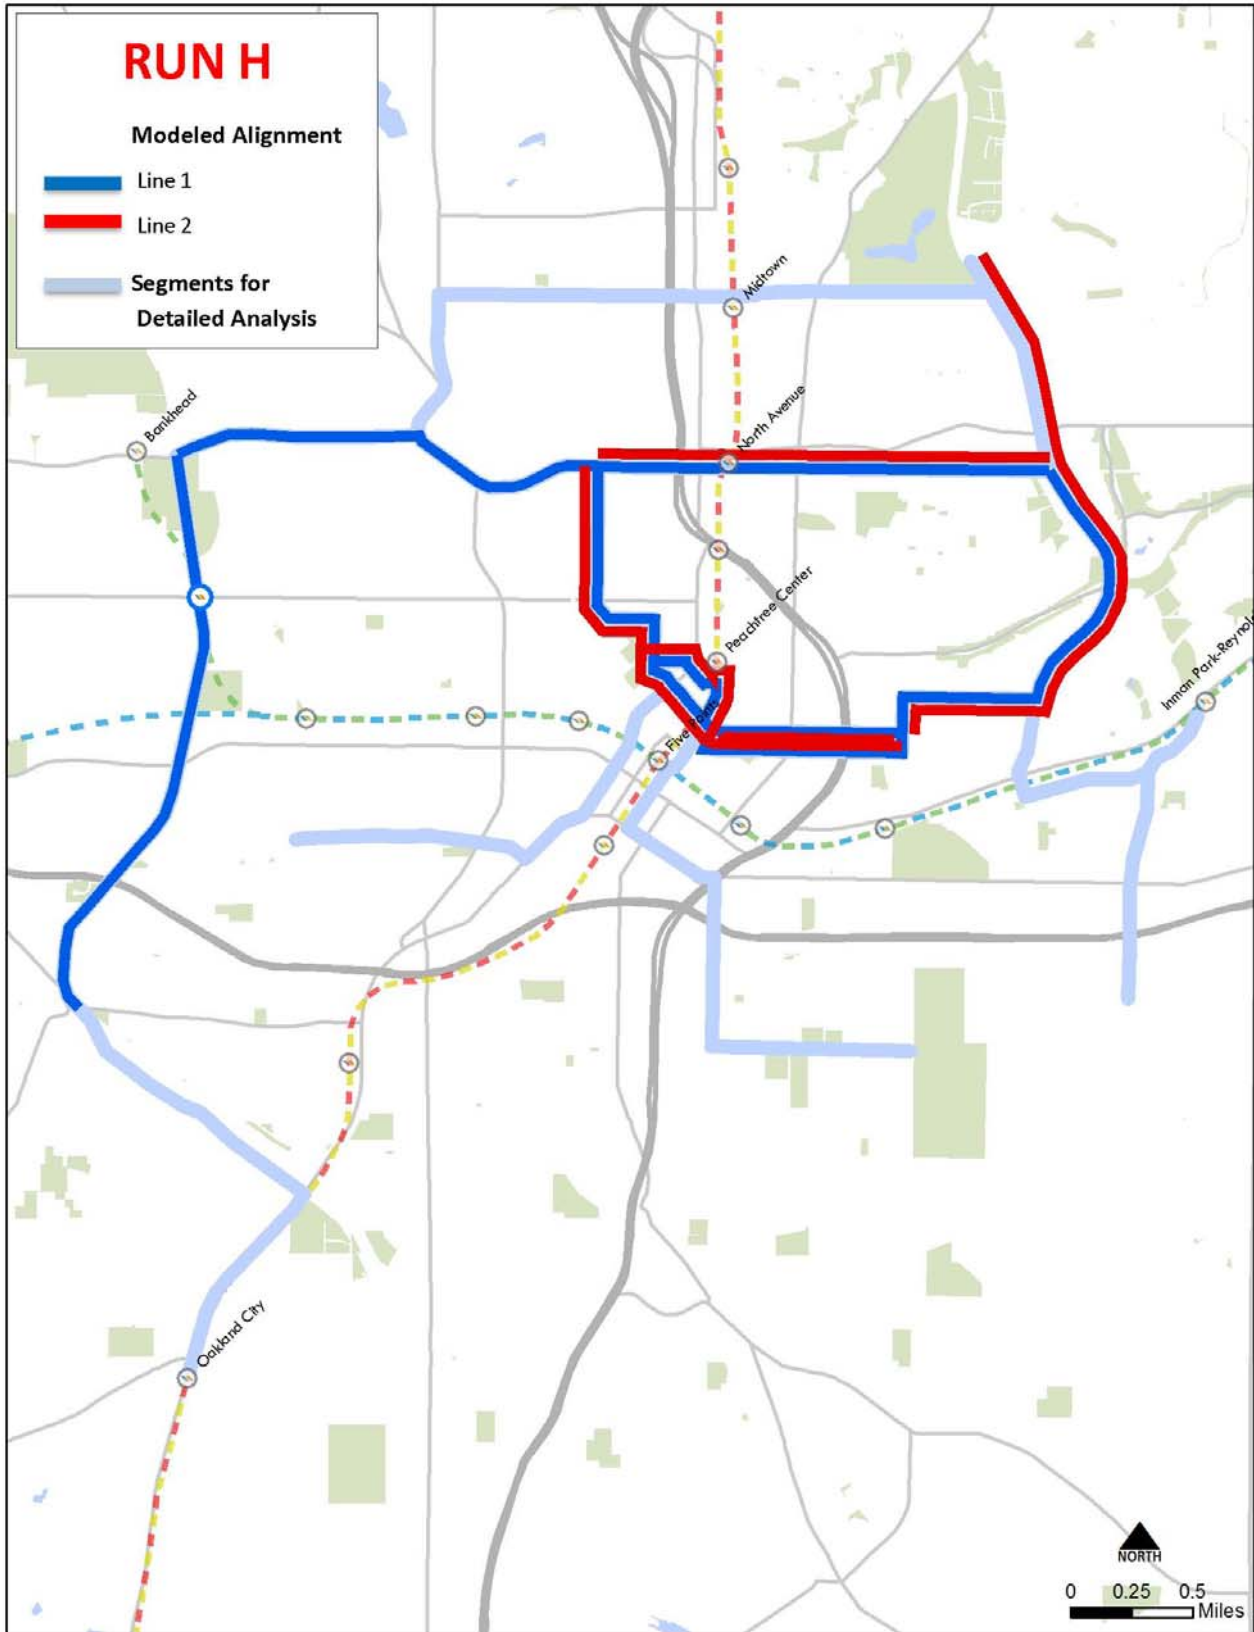 RUN H
Modeled Alignment
Line 1
Line 2
Segments for
Detailed Analysis
Midtown
Bankhead
North Avenue
Peachtree Center
Inman Park-Reynol
Five Points
Oakland City
NORTH
0 0.25 0.5
Miles